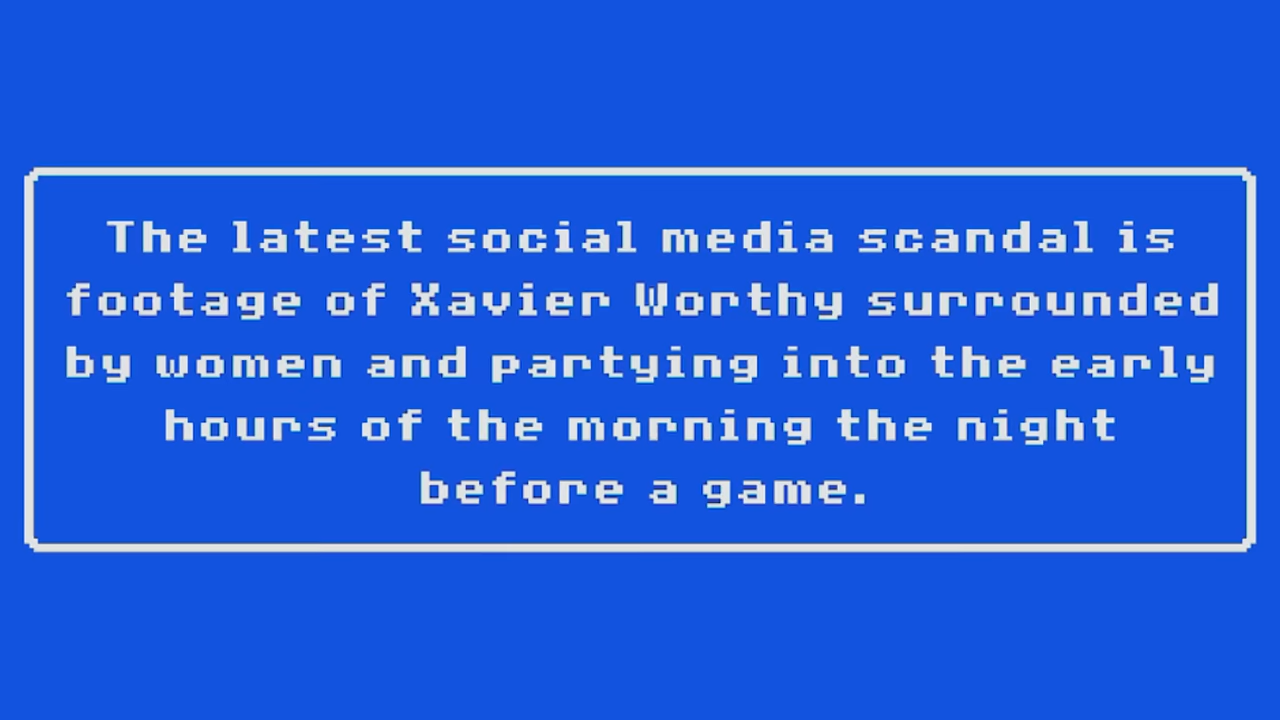 The latest social media scandal is
footage of Xavier Worthy surrounded
by women and partying into the early
hours of the morning the night
before a game.